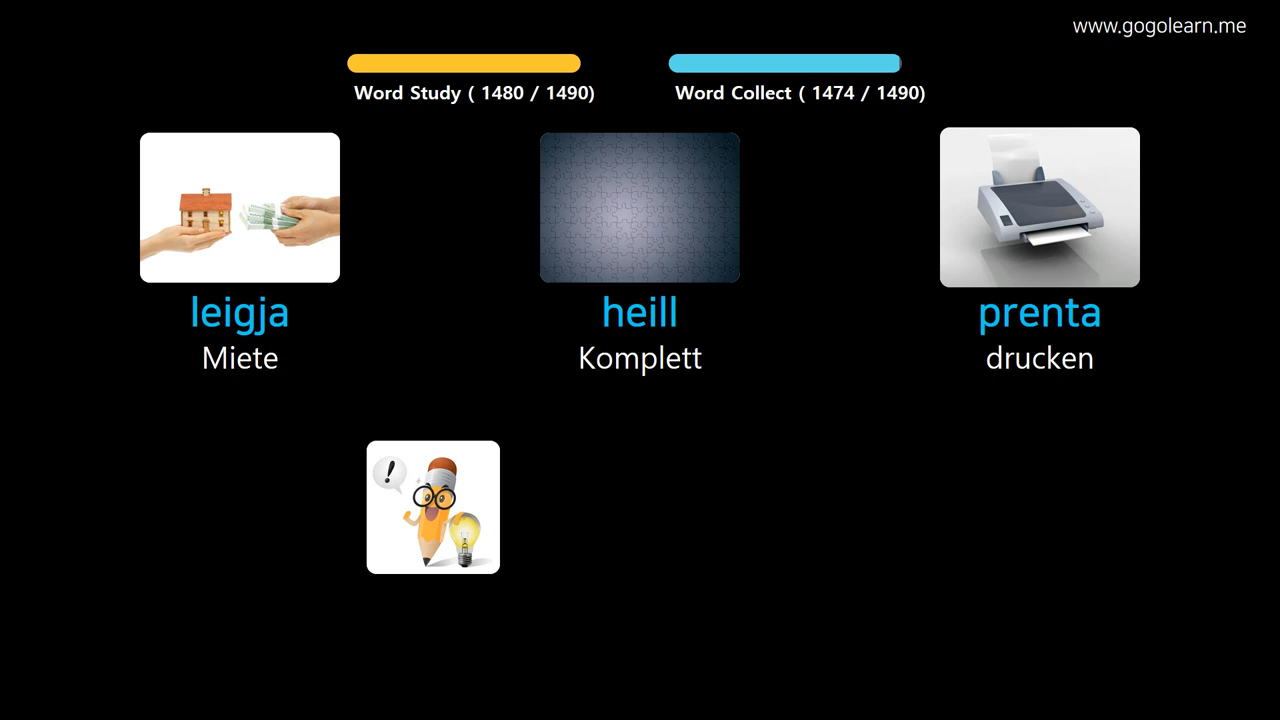 www.gogolearn.me
Word Study ( 1480 / 1490)
Word Collect ( 1474 / 1490)
leigja
heill
prenta
Miete
Komplett
drucken
!